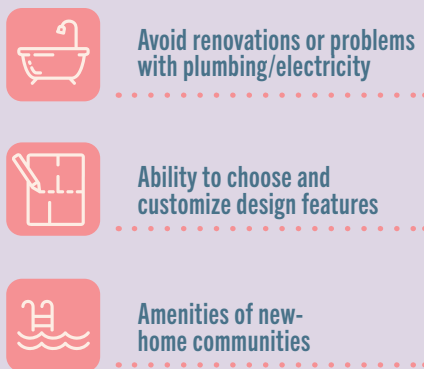 Avoid renovations or problems
with plumbing/electricity
Ability to choose and
customize design features
Amenities of new-
home communities